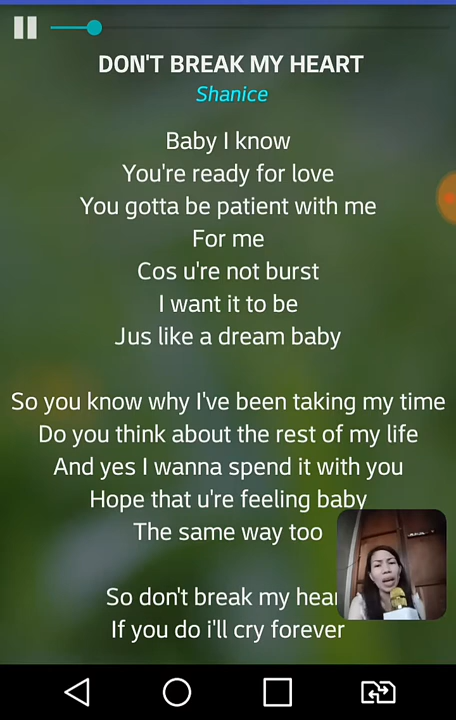 DON'T BREAK MY HEART
Shanice
Baby I know
You're ready for love
You gotta be patient with me
For me
Cos u're not burst
I want it to be
Jus like a dream baby
So you know why I've been taking my time
Do you think about the rest of my life
And yes I wanna spend it with you
Hope that u're feeling baby
The same way too
So don't break my hear
If you do i'll cry forever